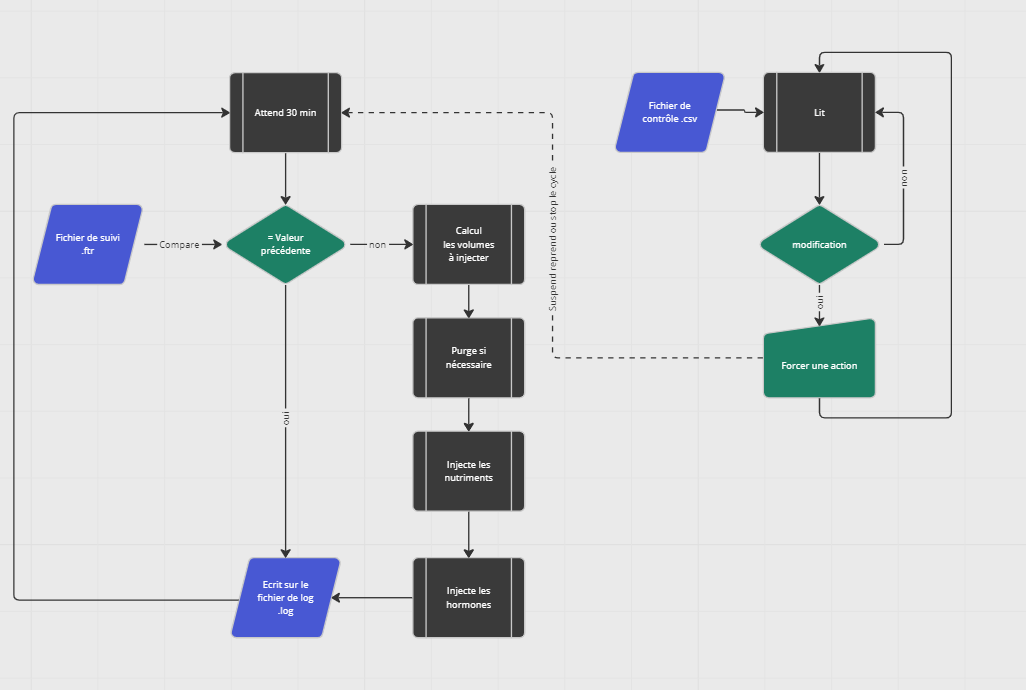 Attend 30 min
Fichier de
contrôle .csv
Lit
non
Suspend reprend ou stop le cycle
Fichier de suivi
.ftr
Compare
= Valeur
précédente
non
Calcul
les volumes
à injecter
modification
oui
Purge si
nécessaire
Forcer une action
oui
Injecte les
nutriments
Ecrit sur le
fichier de log
.log
Injecte les
hormones